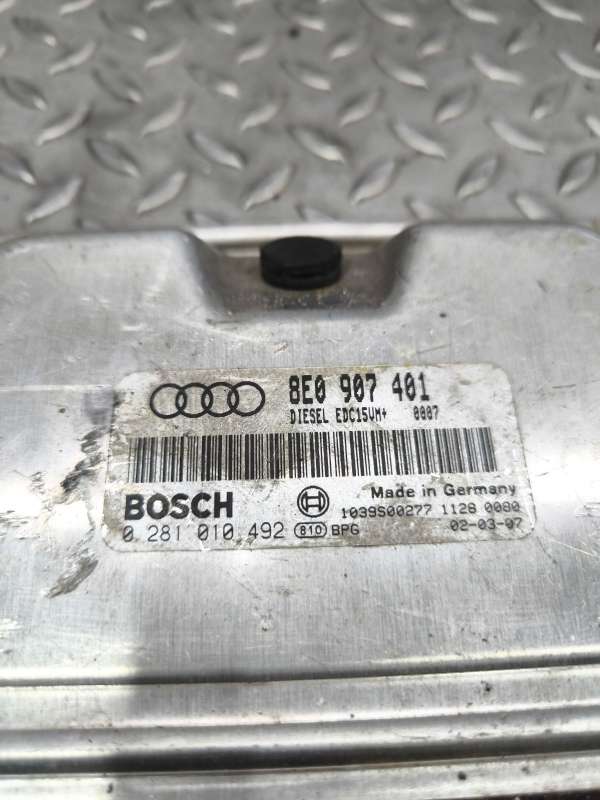 8E0 907 401
DIESEL EDC15VM+ 0007
BOSCH
Made in Germany
1039S00277 1128 0080
0 281 010 492 810 BPG 02-03-07